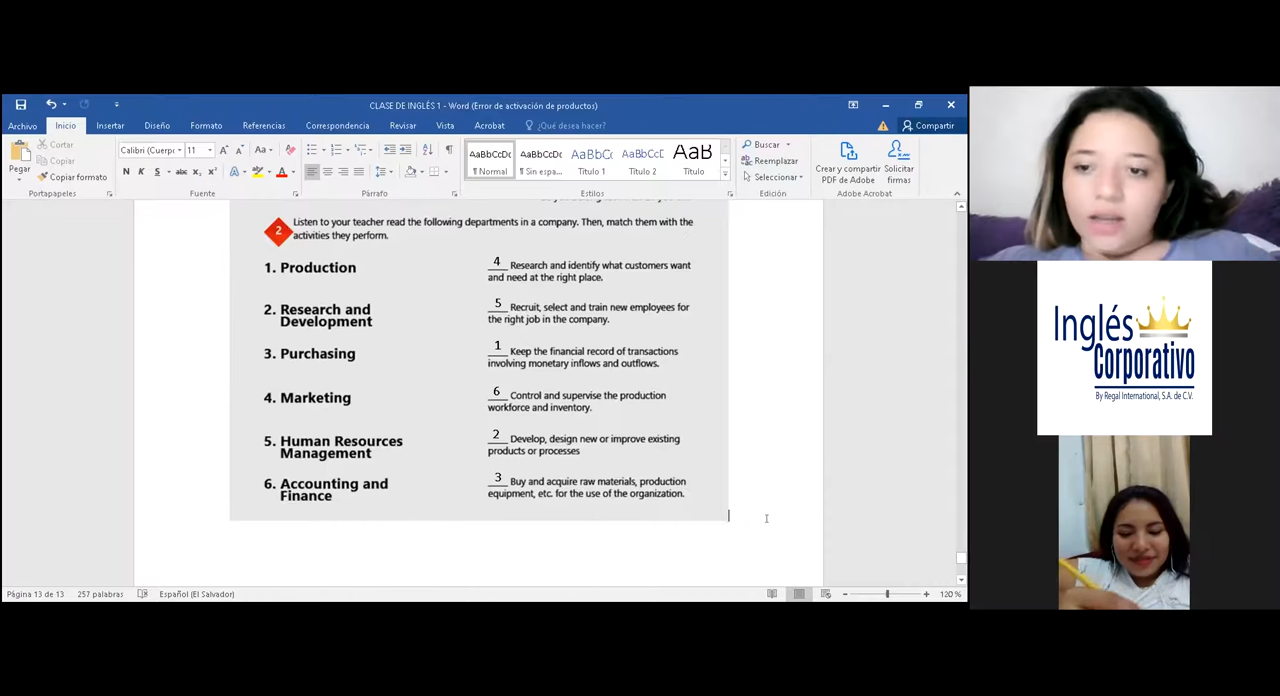 CLASE DE INGLÉS 1 - Word (Error de activación de productos)
Archivo Inicio Insertar Diseño Formato Referencias Correspondencia Revisar Vista Acrobat ¿Qué desea hacer? Compartir
Pegar
Cortar
Copiar
Copiar formato
Portapapeles
Calibri (Cuerpo 11
N K S abc x₂ x²
Fuente
Párrafo
AaBbCcDc AaBbCcDc AaBbCc AaBbCcD AaB
¶ Normal ¶ Sin espa... Título 1 Título 2 Título
Estilos
Buscar
Reemplazar
Seleccionar
Edición
Crear y compartir PDF de Adobe
Solicitar firmas
Adobe Acrobat
2
Listen to your teacher read the following departments in a company. Then, match them with the
activities they perform.
1. Production
4 Research and identify what customers want
and need at the right place.
2. Research and
Development
5 Recruit, select and train new employees for
the right job in the company.
3. Purchasing
1 Keep the financial record of transactions
involving monetary inflows and outflows.
4. Marketing
6 Control and supervise the production
workforce and inventory.
5. Human Resources
Management
2 Develop, design new or improve existing
products or processes
6. Accounting and
Finance
3 Buy and acquire raw materials, production
equipment, etc. for the use of the organization.
Página 13 de 13 257 palabras Español (El Salvador) 120 %
Inglés
Corporativo
By Regal International, S.A. de C.V.